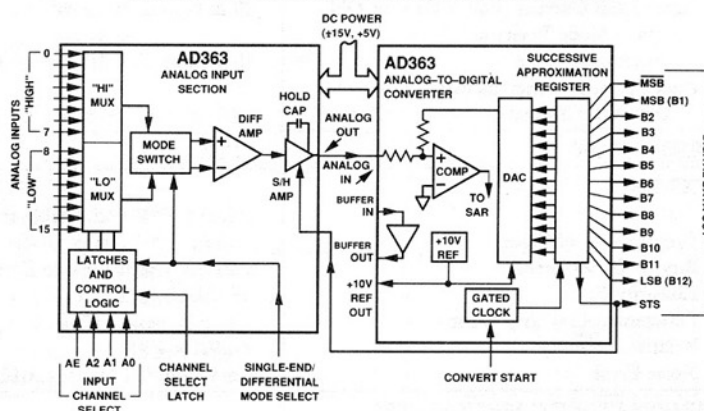 DC POWER
(±15V, +5V)
AD363
ANALOG INPUT
SECTION
AD363
ANALOG–TO–DIGITAL
CONVERTER
SUCCESSIVE
APPROXIMATION
REGISTER
ANALOG INPUTS
"HIGH"
"LOW"
0
7
8
15
"HI"
MUX
"LO"
MUX
MODE
SWITCH
DIFF
AMP
+
–
HOLD
CAP
S/H
AMP
ANALOG
OUT
ANALOG
IN
+
–
COMP
TO
SAR
DAC
BUFFER
IN
BUFFER
OUT
+10V
REF
+10V
REF
OUT
GATED
CLOCK
MSB
MSB (B1)
B2
B3
B4
B5
B6
B7
B8
B9
B10
B11
LSB (B12)
STS
LATCHES
AND
CONTROL
LOGIC
AE A2 A1 A0
INPUT
CHANNEL
SELECT
CHANNEL
SELECT
LATCH
SINGLE-END/
DIFFERENTIAL
MODE SELECT
CONVERT START